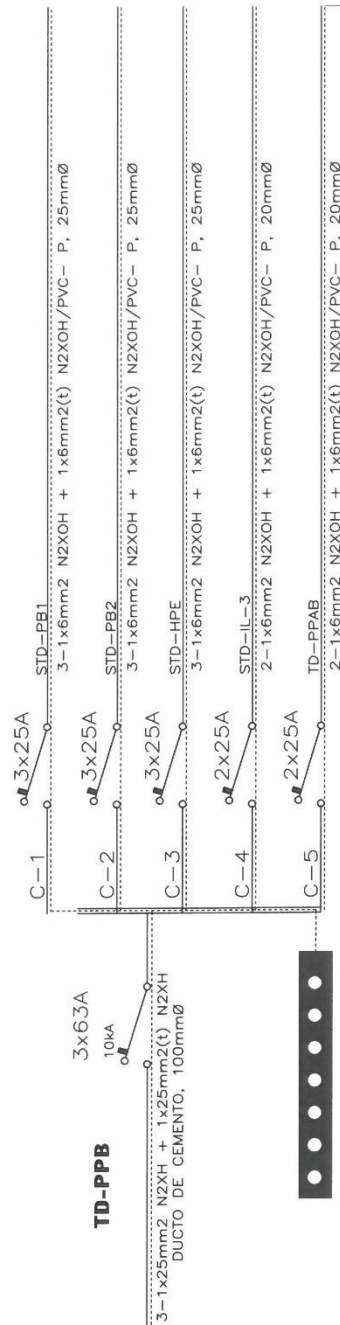 TD-PPB
3x63A
10kA
3-1x25mm2 N2XH + 1x25mm2(t) N2XH
DUCTO DE CEMENTO, 100mmØ
C-1
3x25A
STD-PB1
3-1x6mm2 N2XOH + 1x6mm2(t) N2XOH/PVC- P, 25mmØ
C-2
3x25A
STD-PB2
3-1x6mm2 N2XOH + 1x6mm2(t) N2XOH/PVC- P, 25mmØ
C-3
3x25A
STD-HPE
3-1x6mm2 N2XOH + 1x6mm2(t) N2XOH/PVC- P, 25mmØ
C-4
2x25A
STD-IL-3
2-1x6mm2 N2XOH + 1x6mm2(t) N2XOH/PVC- P, 20mmØ
C-5
2x25A
TD-PPAB
2-1x6mm2 N2XOH + 1x6mm2(t) N2XOH/PVC- P, 20mmØ